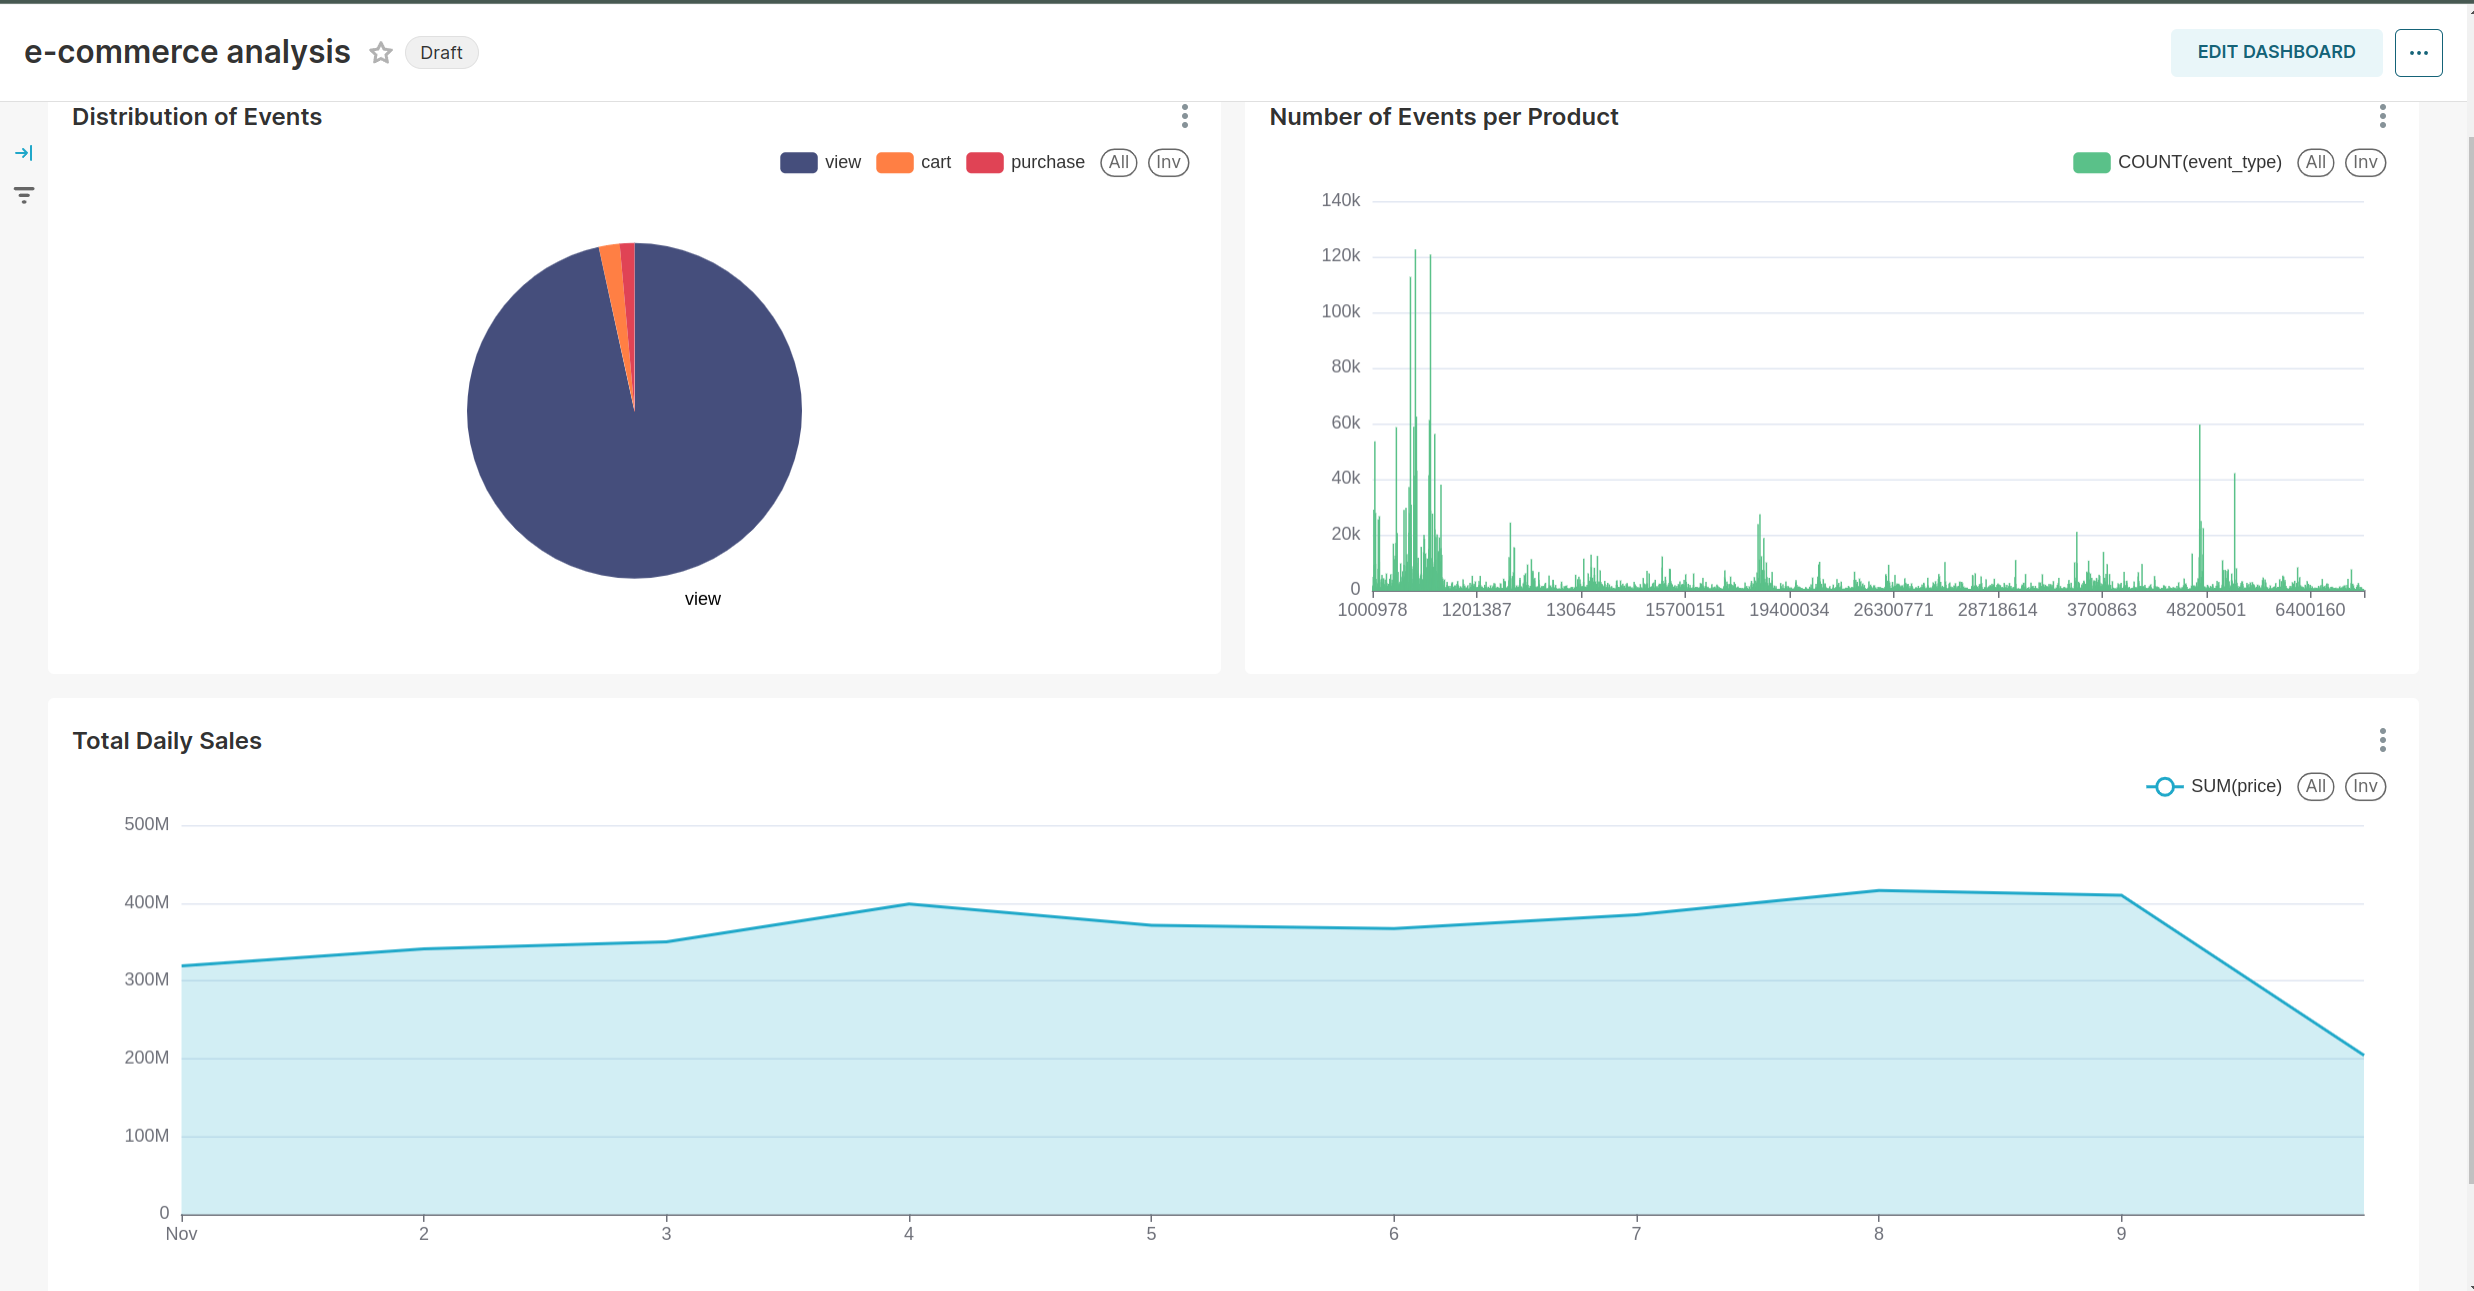 e-commerce analysis Draft EDIT DASHBOARD ...
Distribution of Events
view cart purchase All Inv
view
Number of Events per Product
COUNT(event_type) All Inv
140k
120k
100k
80k
60k
40k
20k
0
1000978 1201387 1306445 15700151 19400034 26300771 28718614 3700863 48200501 6400160
Total Daily Sales
SUM(price) All Inv
500M
400M
300M
200M
100M
0
Nov 2 3 4 5 6 7 8 9